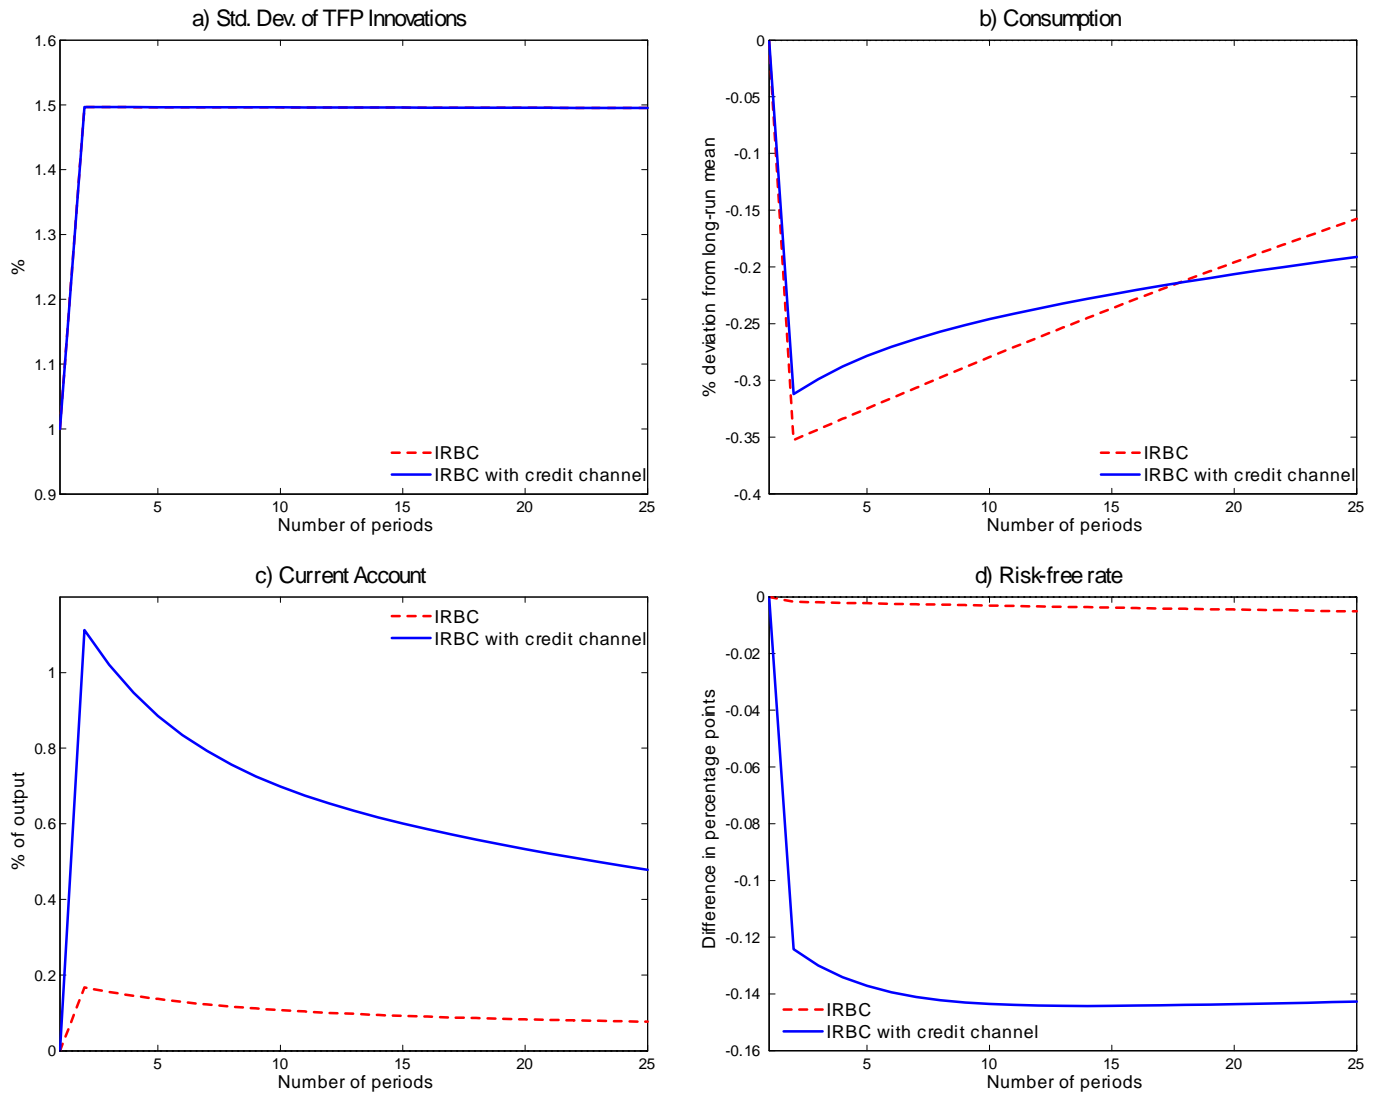 a) Std. Dev. of TFP Innovations
%
1.6
1.5
1.4
1.3
1.2
1.1
1
0.9
IRBC
IRBC with credit channel
5
10
15
20
25
Number of periods
b) Consumption
% deviation from long-run mean
0
-0.05
-0.1
-0.15
-0.2
-0.25
-0.3
-0.35
-0.4
IRBC
IRBC with credit channel
5
10
15
20
25
Number of periods
c) Current Account
% of output
1
0.8
0.6
0.4
0.2
0
IRBC
IRBC with credit channel
5
10
15
20
25
Number of periods
d) Risk-free rate
Difference in percentage points
0
-0.02
-0.04
-0.06
-0.08
-0.1
-0.12
-0.14
-0.16
IRBC
IRBC with credit channel
5
10
15
20
25
Number of periods